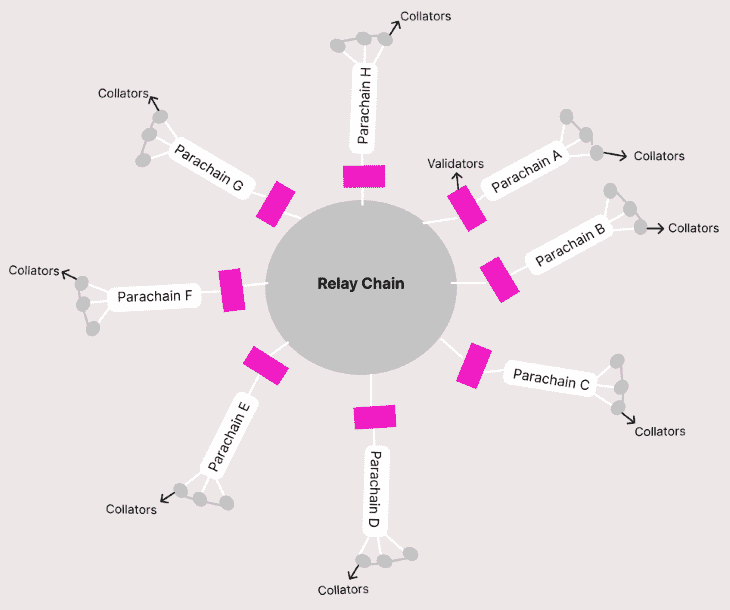 Collators
Parachain H
Collators
Parachain G
Validators
Parachain A
Collators
Parachain B
Collators
Relay Chain
Collators
Parachain F
Parachain C
Collators
Parachain E
Collators
Parachain D
Collators